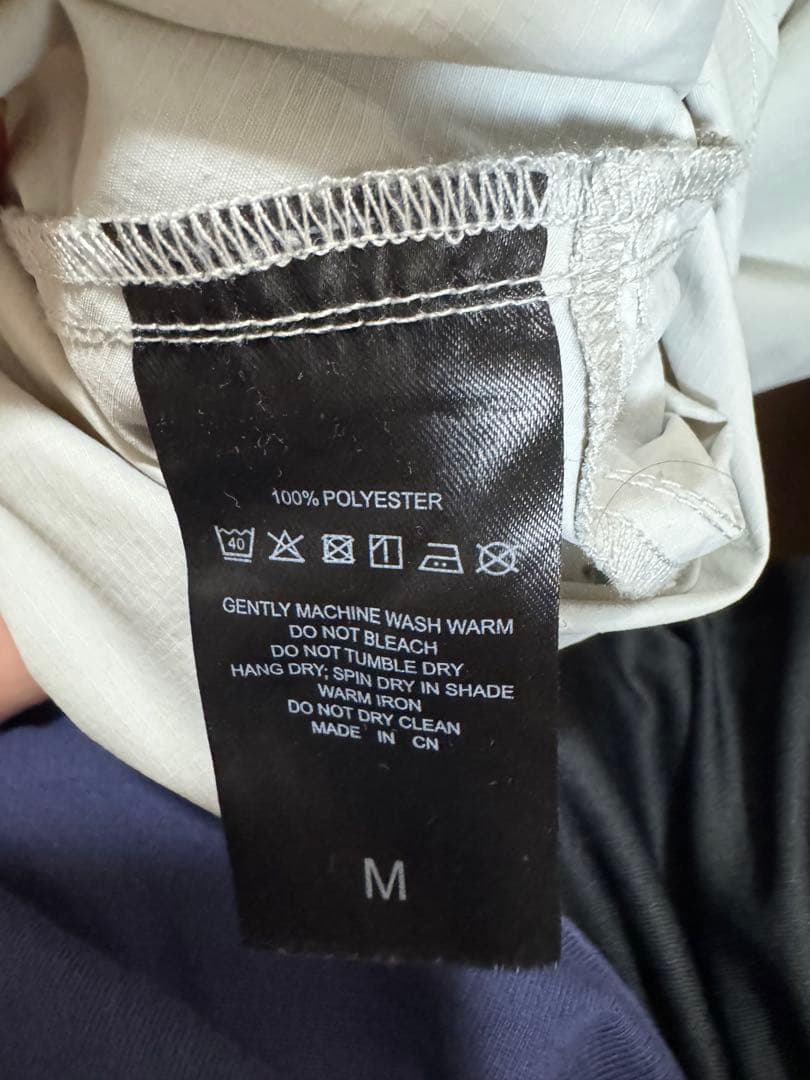 100% POLYESTER
40
GENTLY MACHINE WASH WARM
DO NOT BLEACH
DO NOT TUMBLE DRY
HANG DRY; SPIN DRY IN SHADE
WARM IRON
DO NOT DRY CLEAN
MADE IN CN
M